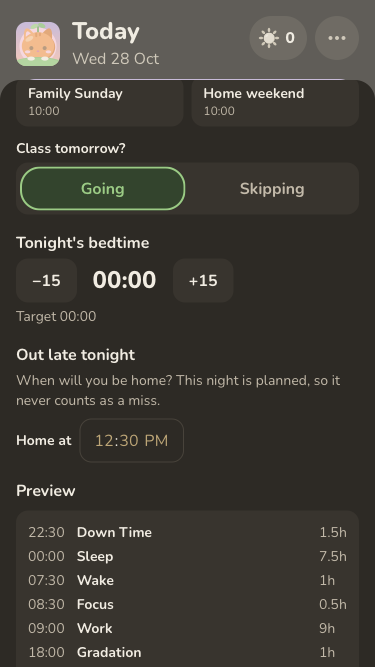 Today
Wed 28 Oct
0
Family Sunday
10:00
Home weekend
10:00
Class tomorrow?
Going
Skipping
Tonight's bedtime
−15
00:00
+15
Target 00:00
Out late tonight
When will you be home? This night is planned, so it
never counts as a miss.
Home at
12:30 PM
Preview
22:30 Down Time 1.5h
00:00 Sleep 7.5h
07:30 Wake 1h
08:30 Focus 0.5h
09:00 Work 9h
18:00 Gradation 1h